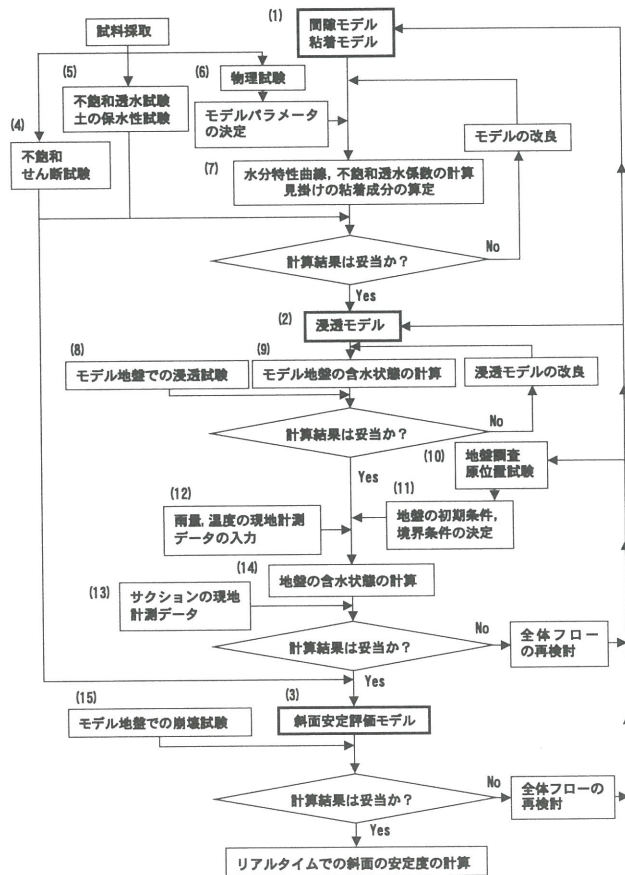 試料採取
(1)
間隙モデル
粘着モデル
(4)
不飽和
せん断試験
(5)
不飽和透水試験
土の保水性試験
(6)
物理試験
モデルパラメータ
の決定
モデルの改良
(7)
水分特性曲線, 不飽和透水係数の計算
見掛けの粘着成分の算定
計算結果は妥当か?
No
Yes
(2)
浸透モデル
(8)
モデル地盤での浸透試験
(9)
モデル地盤の含水状態の計算
浸透モデルの改良
計算結果は妥当か?
No
Yes
(10)
地盤調査
原位置試験
(11)
地盤の初期条件,
境界条件の決定
(12)
雨量, 温度の現地計測
データの入力
(14)
地盤の含水状態の計算
(13)
サクションの現地
計測データ
計算結果は妥当か?
No
全体フロー
の再検討
Yes
(3)
斜面安定評価モデル
(15)
モデル地盤での崩壊試験
計算結果は妥当か?
No
全体フローの
再検討
Yes
リアルタイムでの斜面の安定度の計算